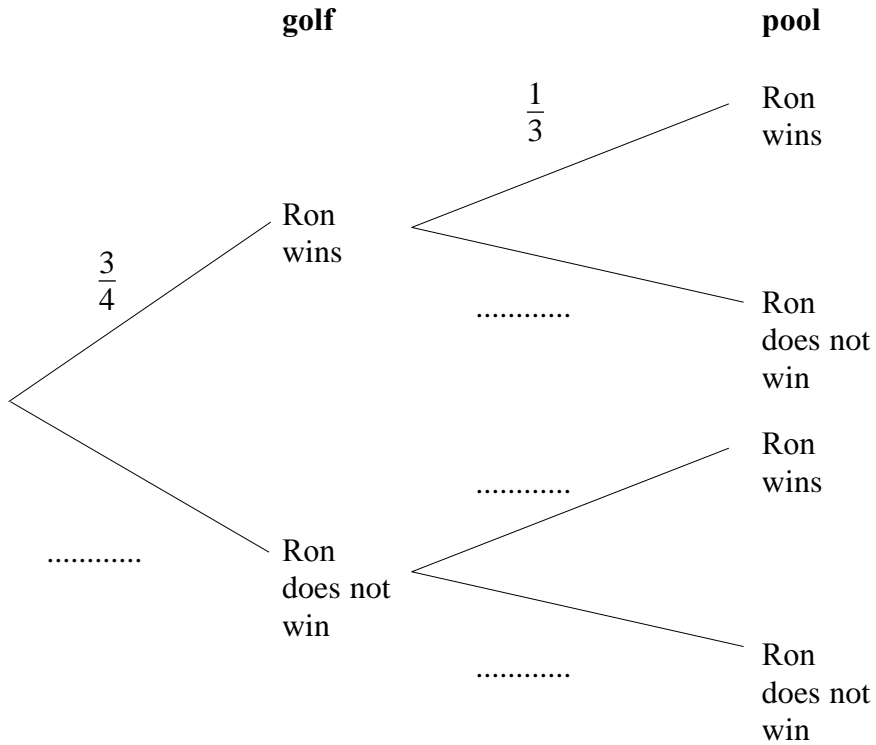 golf
pool
1
3
Ron
wins
3
4
Ron
wins
............
Ron
does not
win
............
Ron
wins
............
Ron
does not
win
............
Ron
does not
win